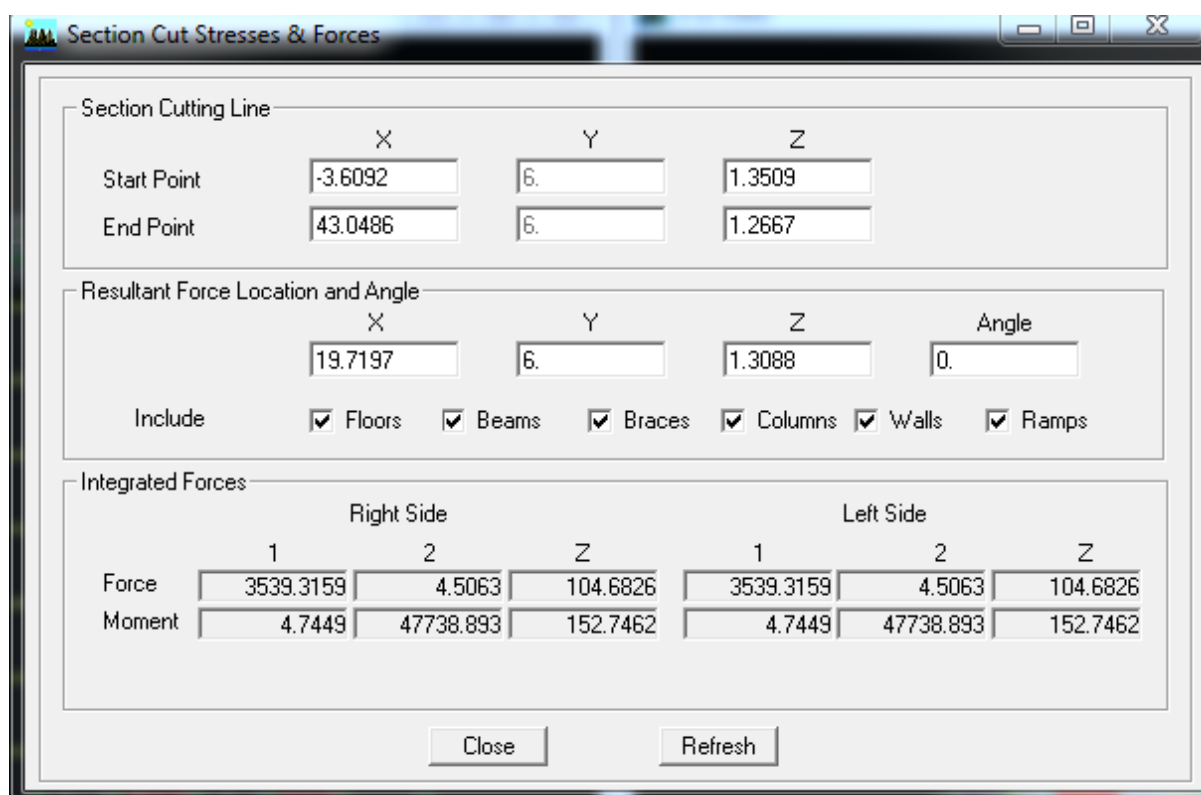 Section Cut Stresses & Forces
Section Cutting Line
X Y Z
Start Point -3.6092 6. 1.3509
End Point 43.0486 6. 1.2667
Resultant Force Location and Angle
X Y Z Angle
19.7197 6. 1.3088 0.
Include Floors Beams Braces Columns Walls Ramps
Integrated Forces
Right Side Left Side
1 2 Z 1 2 Z
Force 3539.3159 4.5063 104.6826 3539.3159 4.5063 104.6826
Moment 4.7449 47738.893 152.7462 4.7449 47738.893 152.7462
Close Refresh